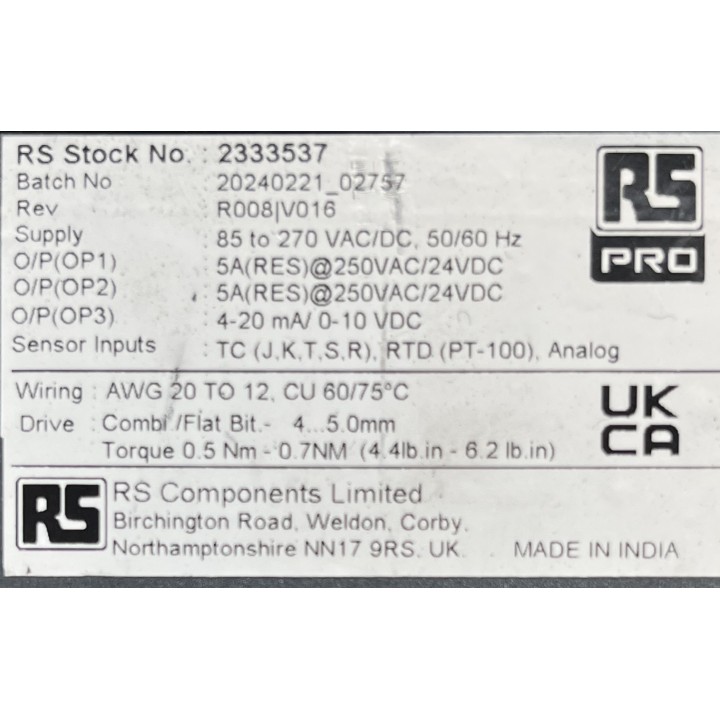 RS Stock No. : 2333537
Batch No : 20240221_02757
Rev : R008|V016
Supply : 85 to 270 VAC/DC, 50/60 Hz
O/P(OP1) : 5A(RES)@250VAC/24VDC
O/P(OP2) : 5A(RES)@250VAC/24VDC
O/P(OP3) : 4-20 mA/ 0-10 VDC
Sensor Inputs : TC (J,K,T,S,R), RTD (PT-100), Analog
RS
PRO
Wiring : AWG 20 TO 12, CU 60/75°C
Drive : Combi /Flat Bit.- 4...5.0mm
Torque 0.5 Nm - 0.7NM (4.4lb.in - 6.2 lb.in)
UK
CA
RS
RS Components Limited
Birchington Road, Weldon, Corby,
Northamptonshire NN17 9RS. UK.
MADE IN INDIA